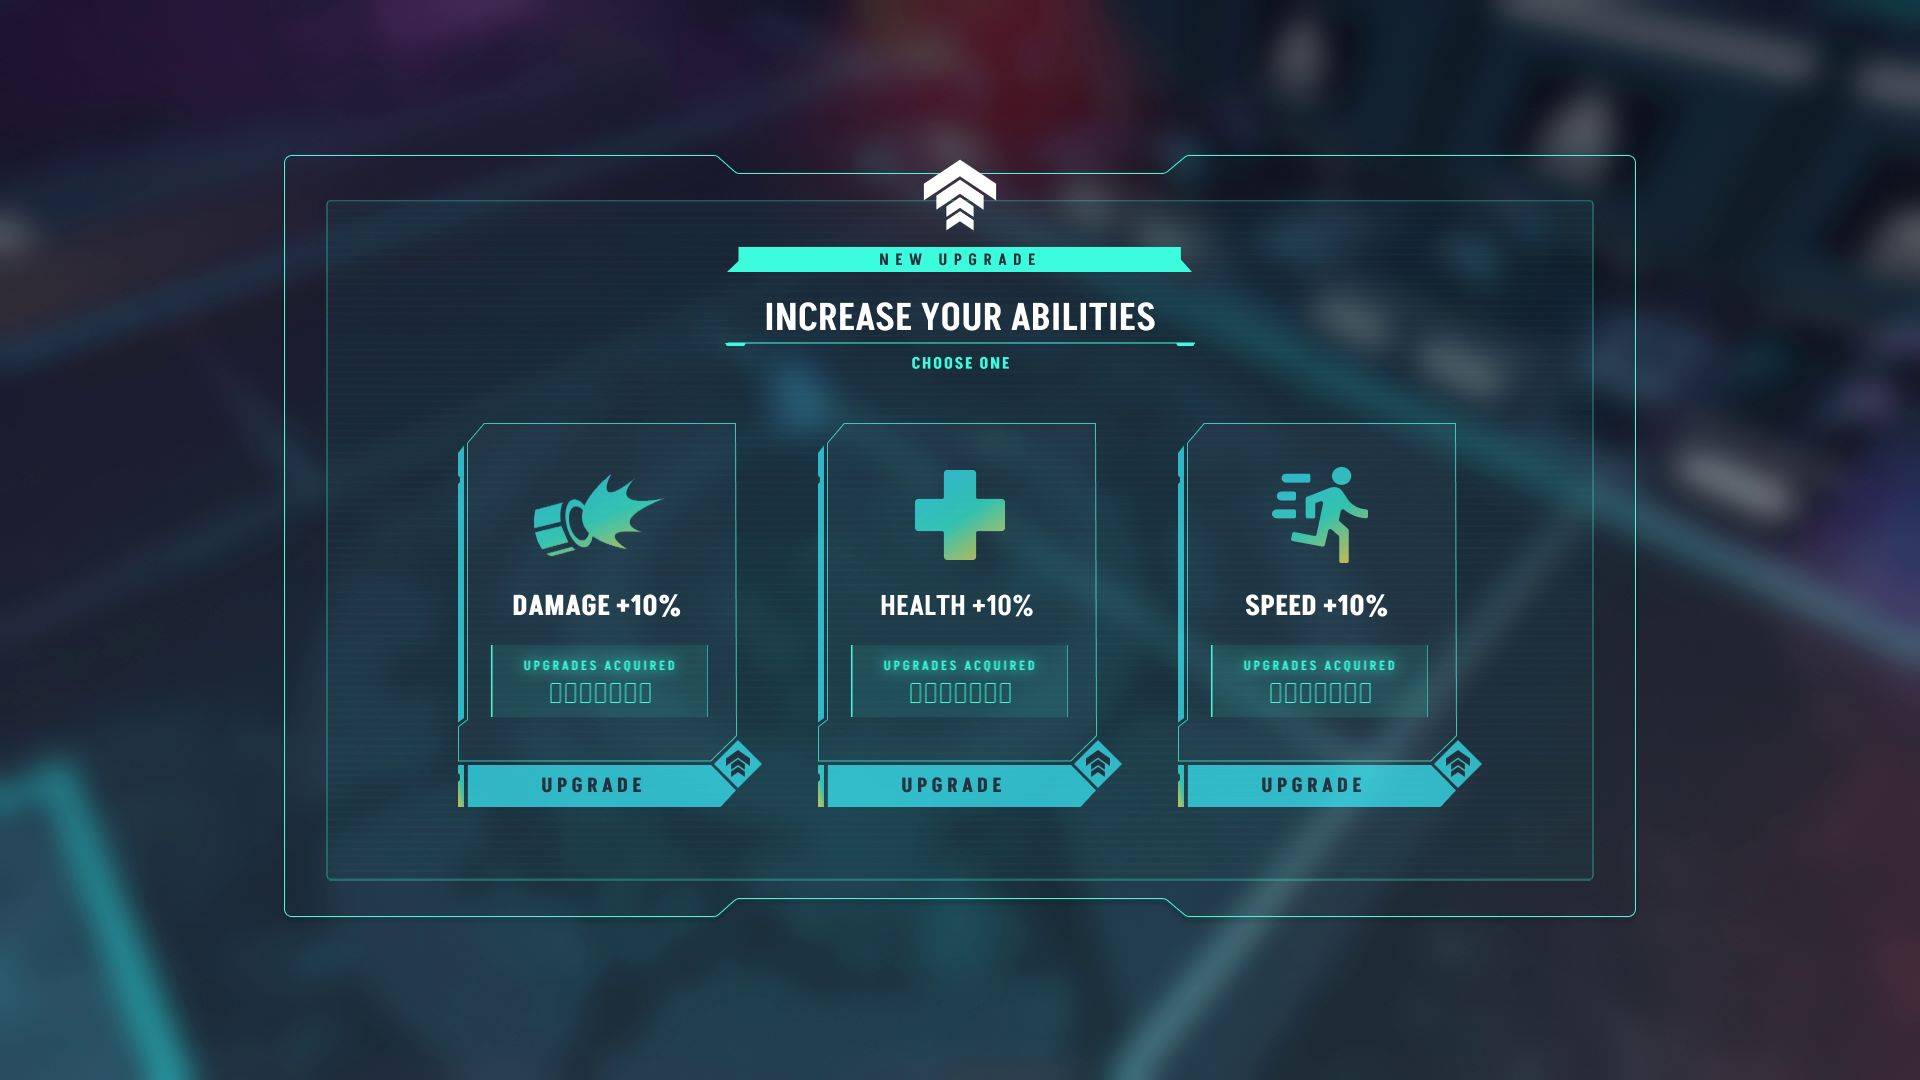 NEW UPGRADE
INCREASE YOUR ABILITIES
CHOOSE ONE
DAMAGE +10%
UPGRADES ACQUIRED
UPGRADE
HEALTH +10%
UPGRADES ACQUIRED
UPGRADE
SPEED +10%
UPGRADES ACQUIRED
UPGRADE